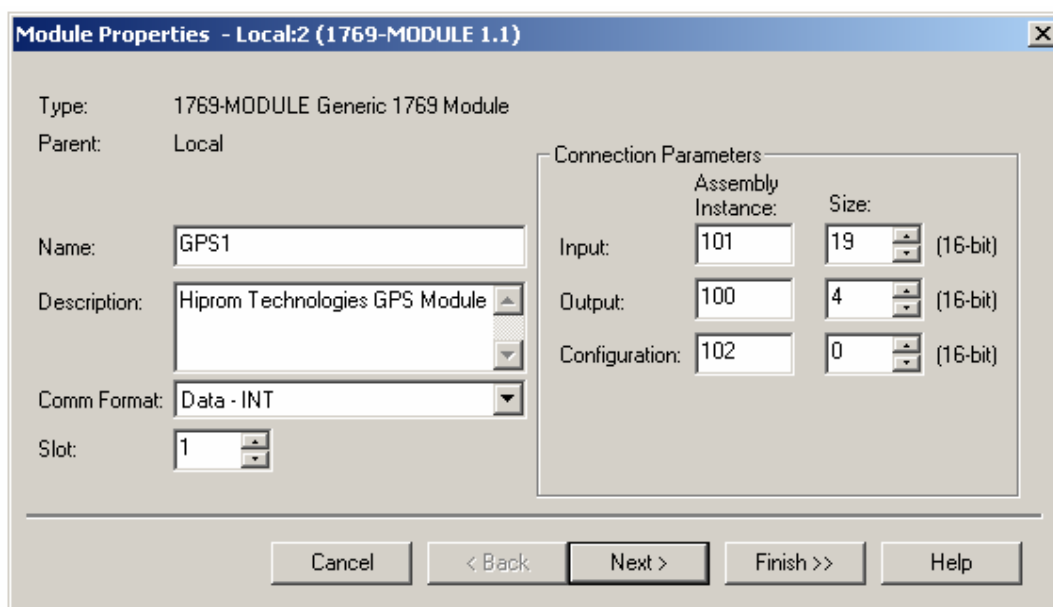 Module Properties - Local:2 (1769-MODULE 1.1)
Type: 1769-MODULE Generic 1769 Module
Parent: Local
Name: GPS1
Description: Hiprom Technologies GPS Module
Comm Format: Data - INT
Slot: 1
Connection Parameters
Assembly Instance: Size:
Input: 101 19 (16-bit)
Output: 100 4 (16-bit)
Configuration: 102 0 (16-bit)
Cancel < Back Next > Finish >> Help